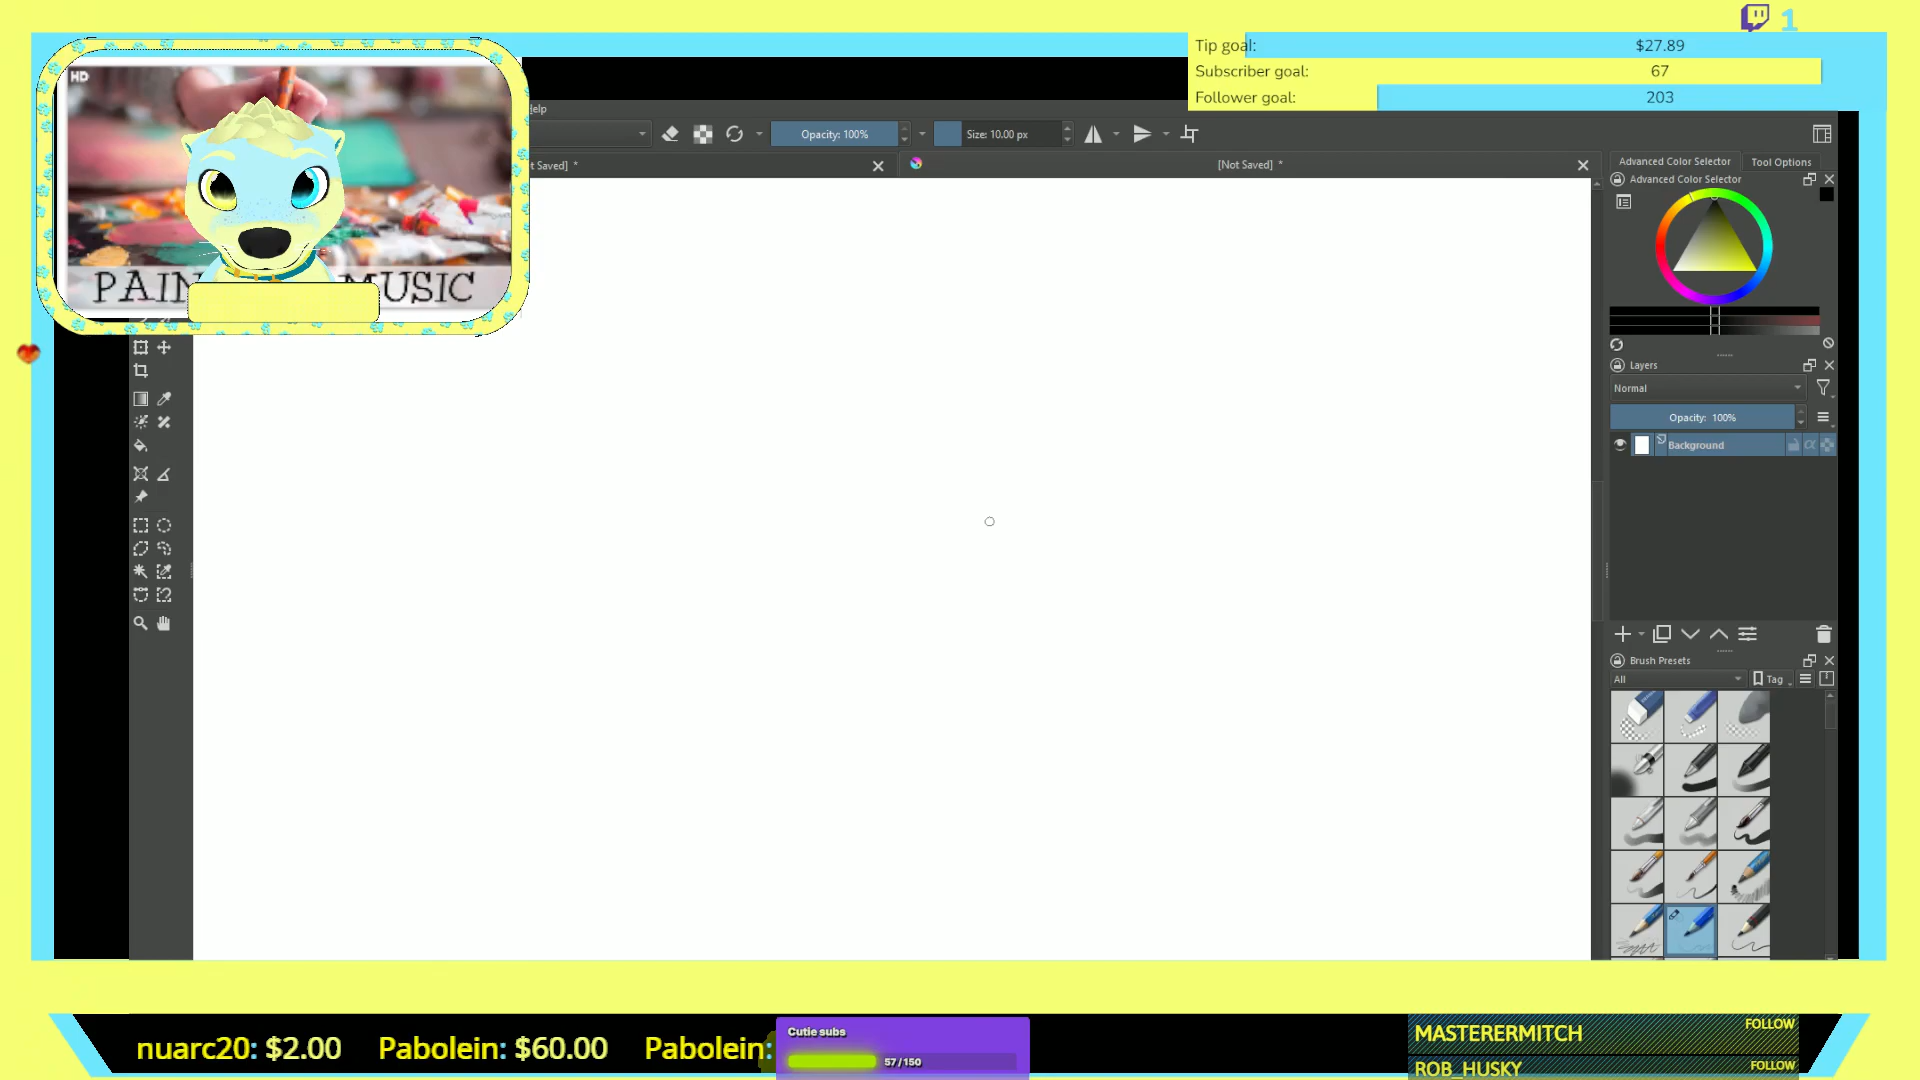 1
Tip goal: $27.89
Subscriber goal: 67
Follower goal: 203
HD
elp
Opacity: 100%
Size: 10.00 px
t Saved] *
[Not Saved] *
Advanced Color Selector
Tool Options
Advanced Color Selector
PAIN MUSIC
Layers
Normal
Opacity: 100%
Background
Brush Presets
All
Tag
nuarc20: $2.00 Pabolein: $60.00 Pabolein:
Cutie subs
57/150
MASTERERMITCH FOLLOW
ROB_HUSKY FOLLOW